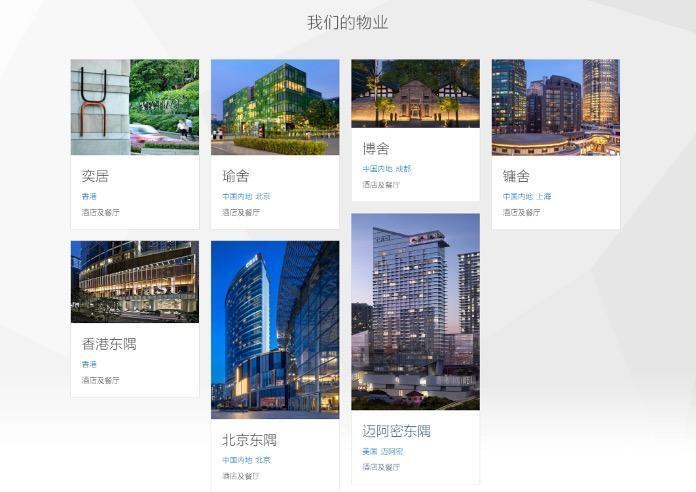 我们的物业
奕居
香港
酒店及餐厅
瑜舍
中国内地 北京
酒店及餐厅
博舍
中国内地 成都
酒店及餐厅
镛舍
中国内地 上海
酒店及餐厅
east
香港东隅
香港
酒店及餐厅
east
北京东隅
中国内地 北京
酒店及餐厅
east
迈阿密东隅
美国 迈阿密
酒店及餐厅